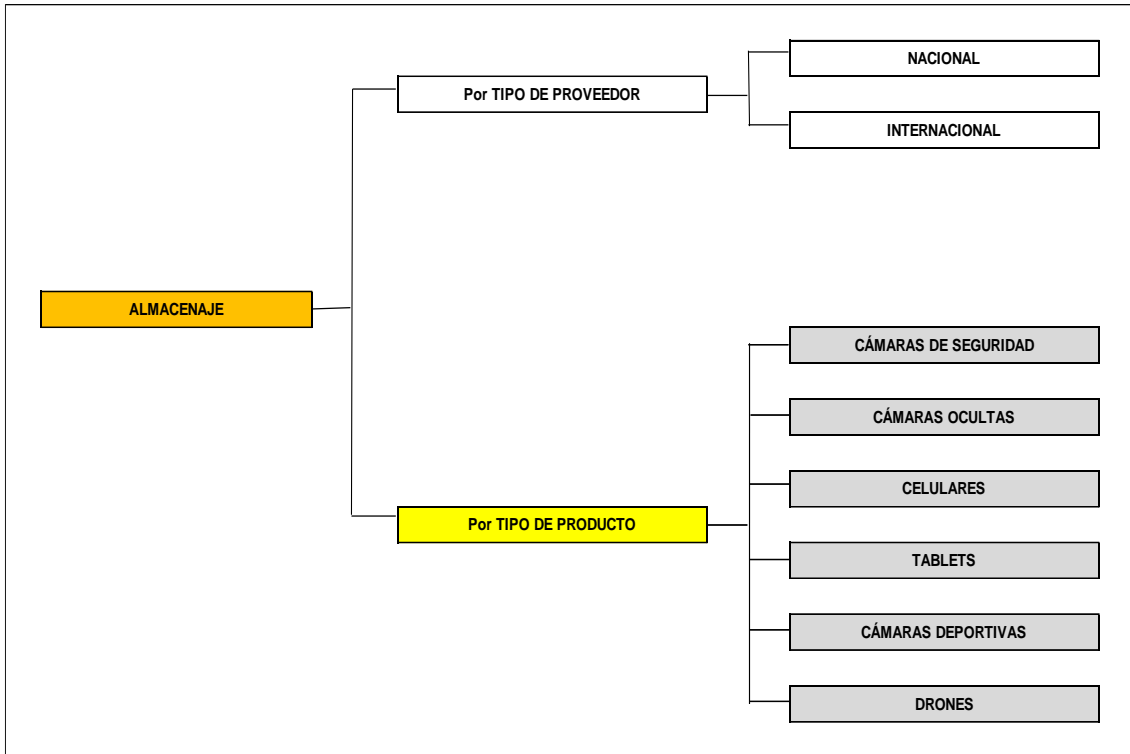 NACIONAL
Por TIPO DE PROVEEDOR
INTERNACIONAL
ALMACENAJE
CÁMARAS DE SEGURIDAD
CÁMARAS OCULTAS
CELULARES
Por TIPO DE PRODUCTO
TABLETS
CÁMARAS DEPORTIVAS
DRONES